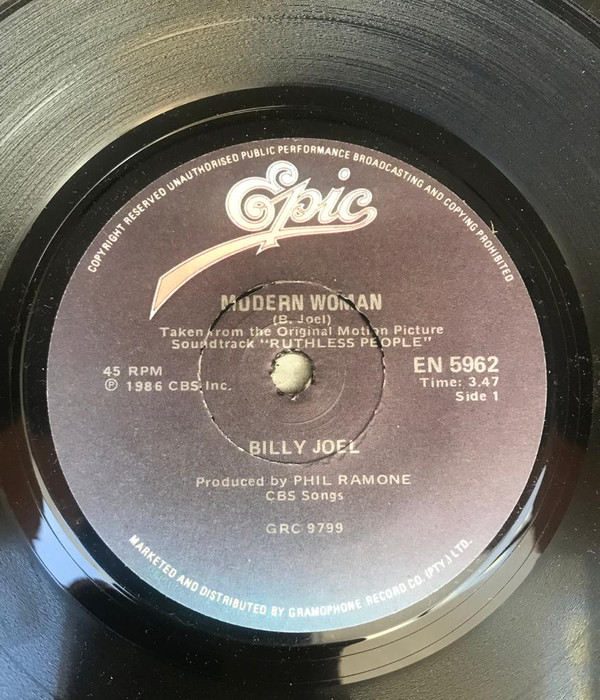 COPYRIGHT RESERVED UNAUTHORISED PUBLIC PERFORMANCE BROADCASTING AND COPYING PROHIBITED
Epic
MODERN WOMAN
(B. Joel)
Taken from the Original Motion Picture
Soundtrack "RUTHLESS PEOPLE"
45 RPM
℗ 1986 CBS Inc.
EN 5962
Time: 3.47
Side 1
BILLY JOEL
Produced by PHIL RAMONE
CBS Songs
GRC 9799
MARKETED AND DISTRIBUTED BY GRAMOPHONE RECORD CO. (PTY.) LTD.